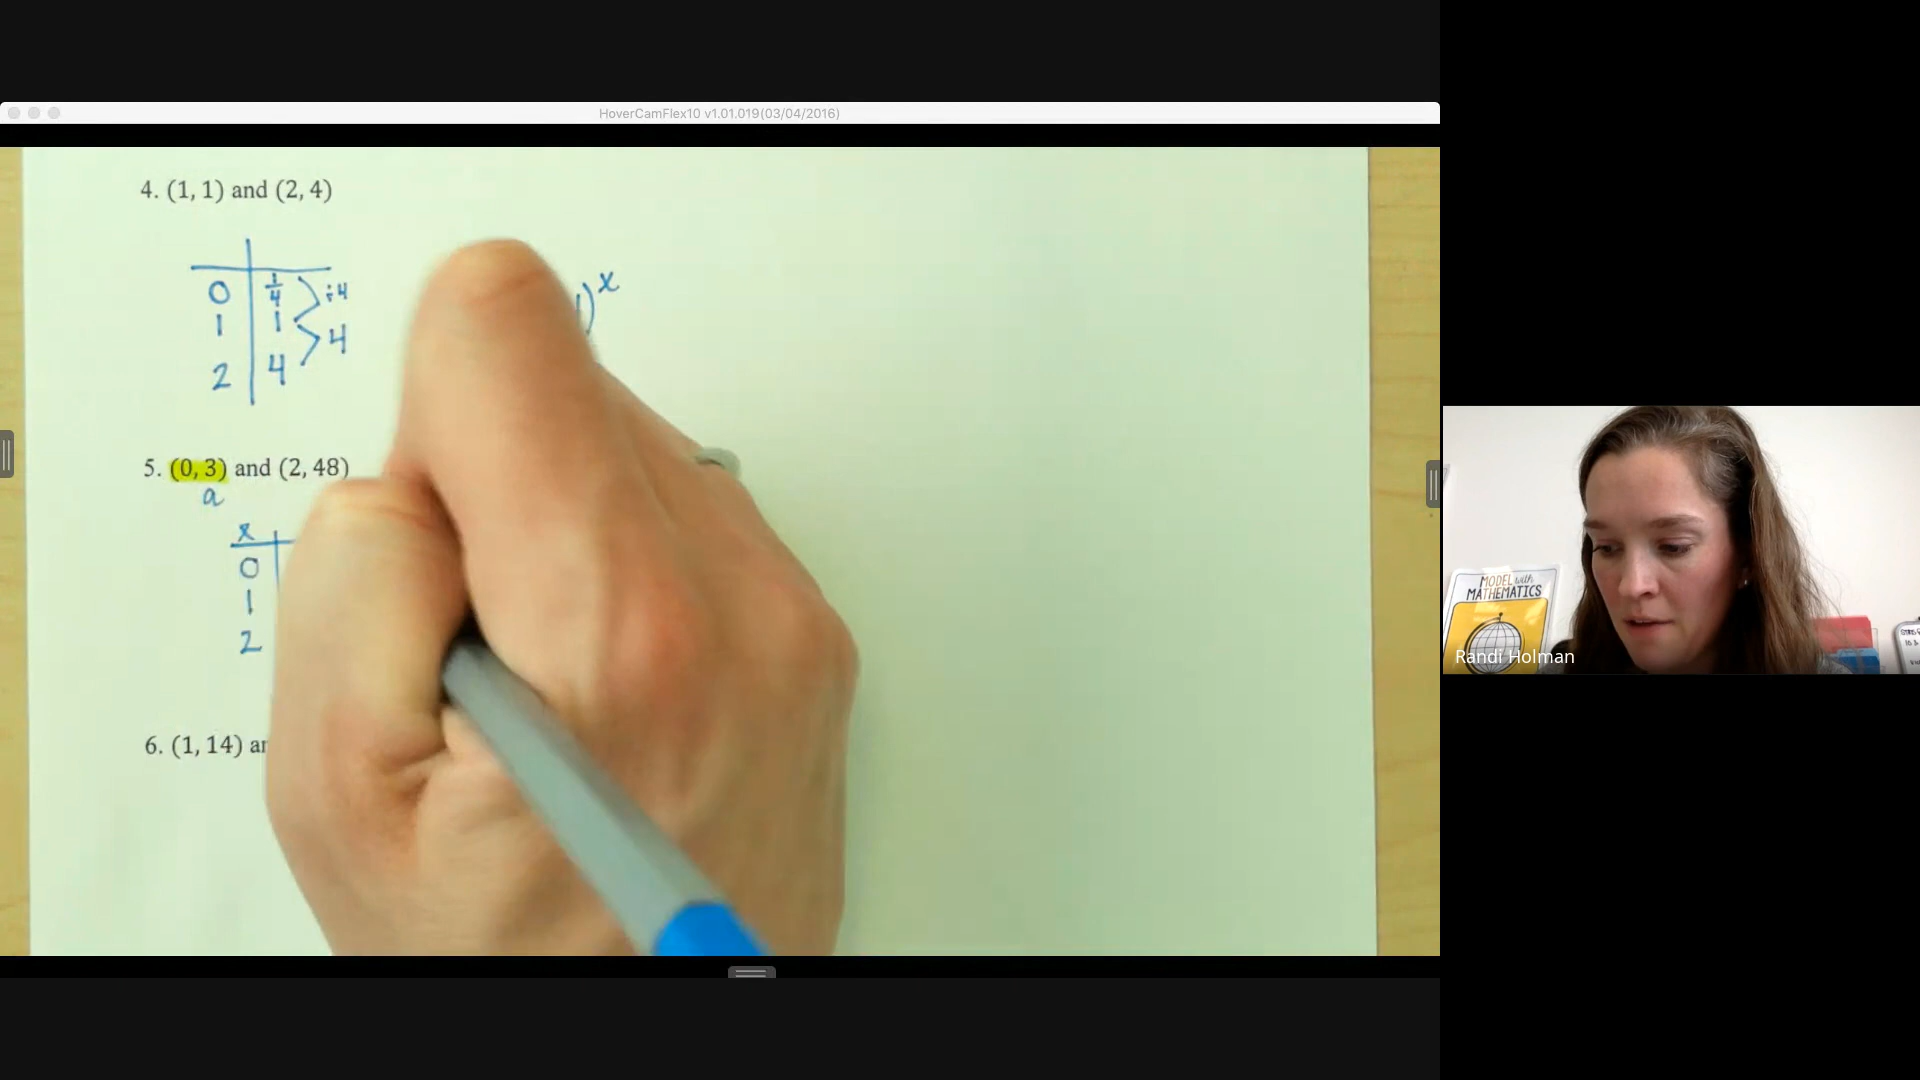 HoverCamFlex10 v1.01.019(03/04/2016)
4. (1, 1) and (2, 4)
0 1/4 ÷4
1 1
4
2 4
)^x
5. (0, 3) and (2, 48)
a
x
0
1
2
6. (1, 14)
MODEL with
MATHEMATICS
Randi Holman